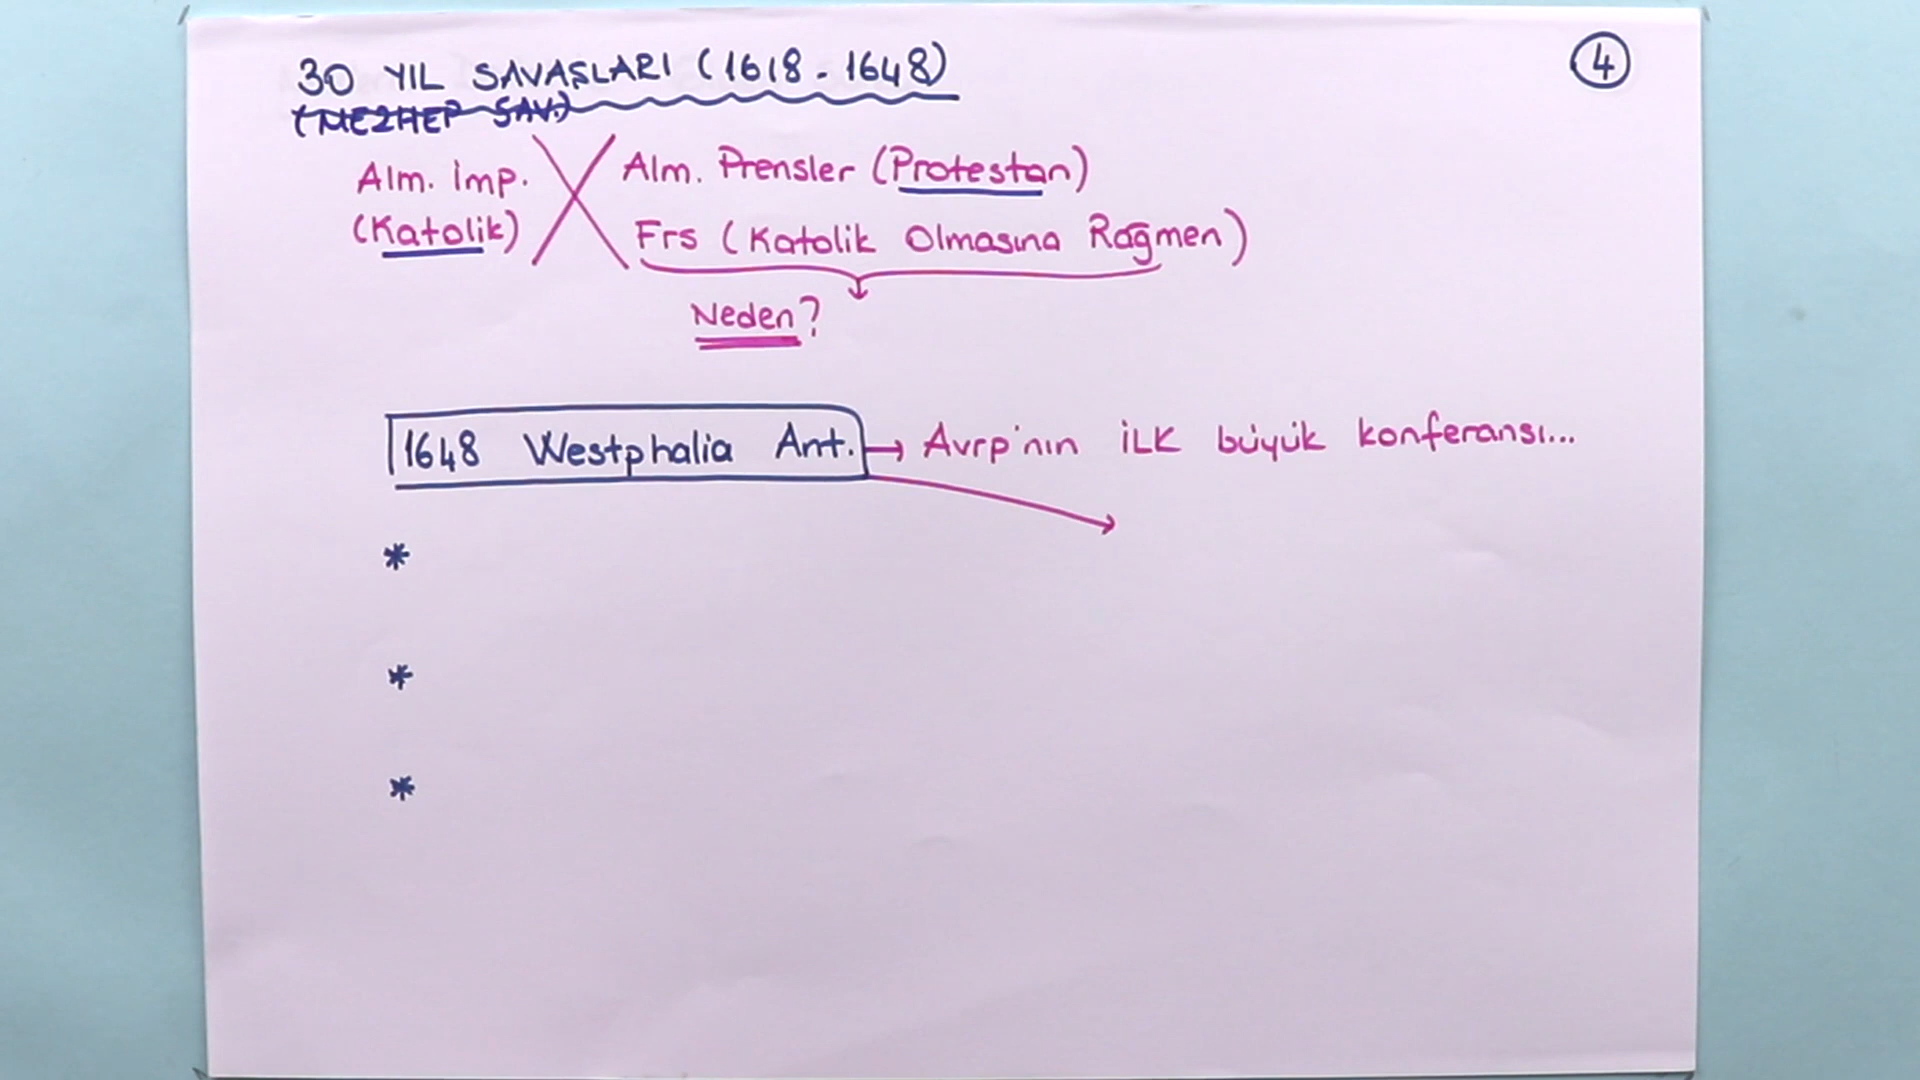 30 YIL SAVAŞLARI (1618 - 1648)
4
(MEZHEP SAV.)
Alm. imp. Alm. Prensler (Protestan)
(Katolik) Frs (Katolik Olmasına Rağmen)
Neden?
1648 Westphalia Ant. → Avrp'nın İLK büyük konferansı...
*
*
*